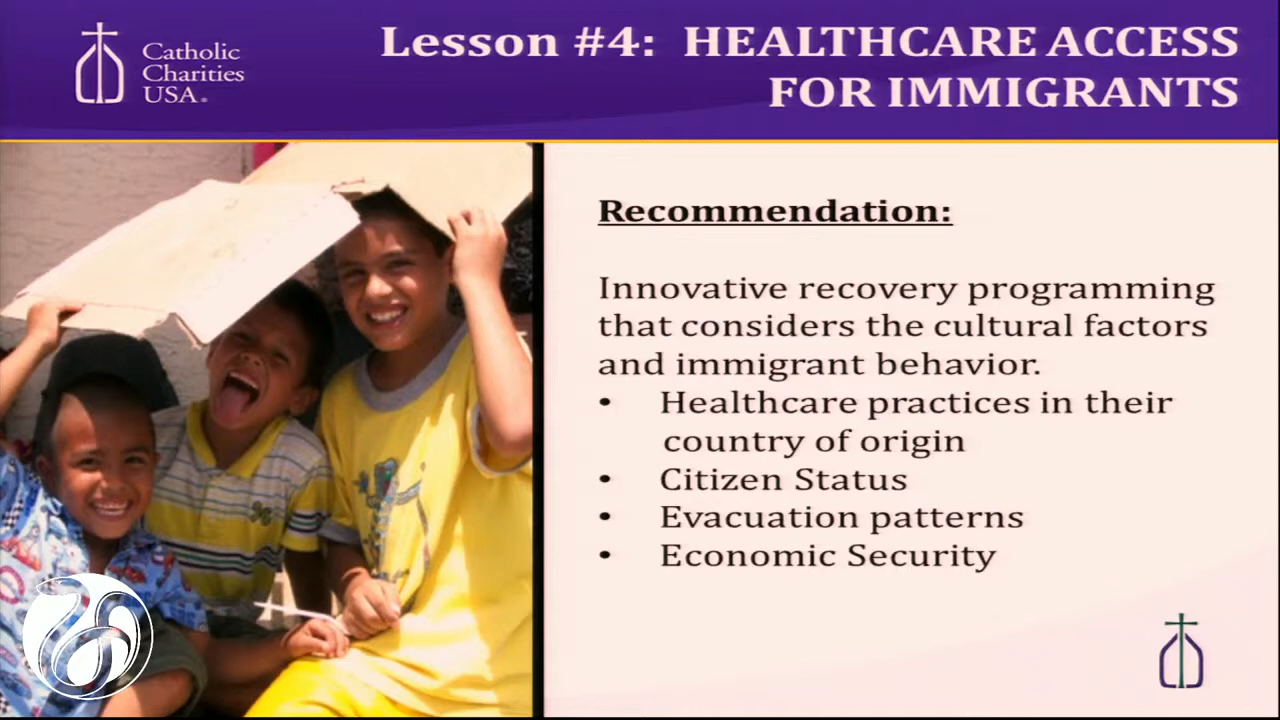 Catholic
Charities
USA®
Lesson #4: HEALTHCARE ACCESS
FOR IMMIGRANTS
Recommendation:
Innovative recovery programming
that considers the cultural factors
and immigrant behavior.
• Healthcare practices in their
country of origin
• Citizen Status
• Evacuation patterns
• Economic Security